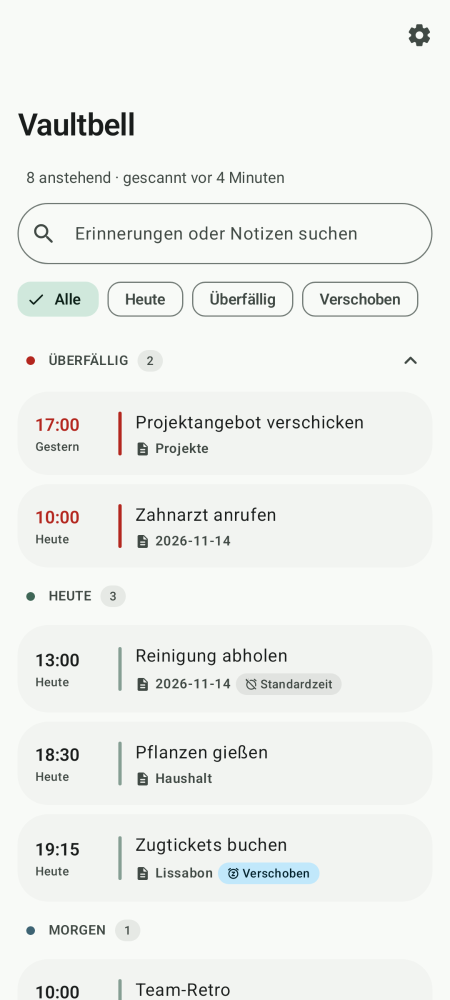 Vaultbell
8 anstehend · gescannt vor 4 Minuten
Erinnerungen oder Notizen suchen
Alle
Heute
Überfällig
Verschoben
ÜBERFÄLLIG 2
17:00
Gestern
Projektangebot verschicken
Projekte
10:00
Heute
Zahnarzt anrufen
2026-11-14
HEUTE 3
13:00
Heute
Reinigung abholen
2026-11-14 Standardzeit
18:30
Heute
Pflanzen gießen
Haushalt
19:15
Heute
Zugtickets buchen
Lissabon Verschoben
MORGEN 1
10:00
Team-Retro